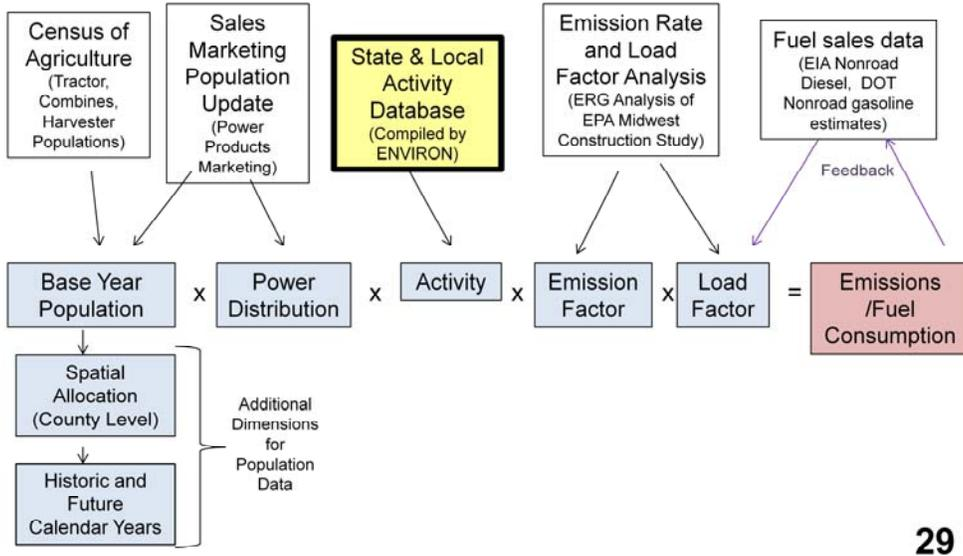 Census of
Agriculture
(Tractor,
Combines,
Harvester
Populations)
Sales
Marketing
Population
Update
(Power
Products
Marketing)
State & Local
Activity
Database
(Compiled by
ENVIRON)
Emission Rate
and Load
Factor Analysis
(ERG Analysis of
EPA Midwest
Construction Study)
Fuel sales data
(EIA Nonroad
Diesel, DOT
Nonroad gasoline
estimates)
Feedback
Base Year
Population
x
Power
Distribution
x
Activity
x
Emission
Factor
x
Load
Factor
=
Emissions
/Fuel
Consumption
Spatial
Allocation
(County Level)
Historic and
Future
Calendar Years
Additional
Dimensions
for
Population
Data
29